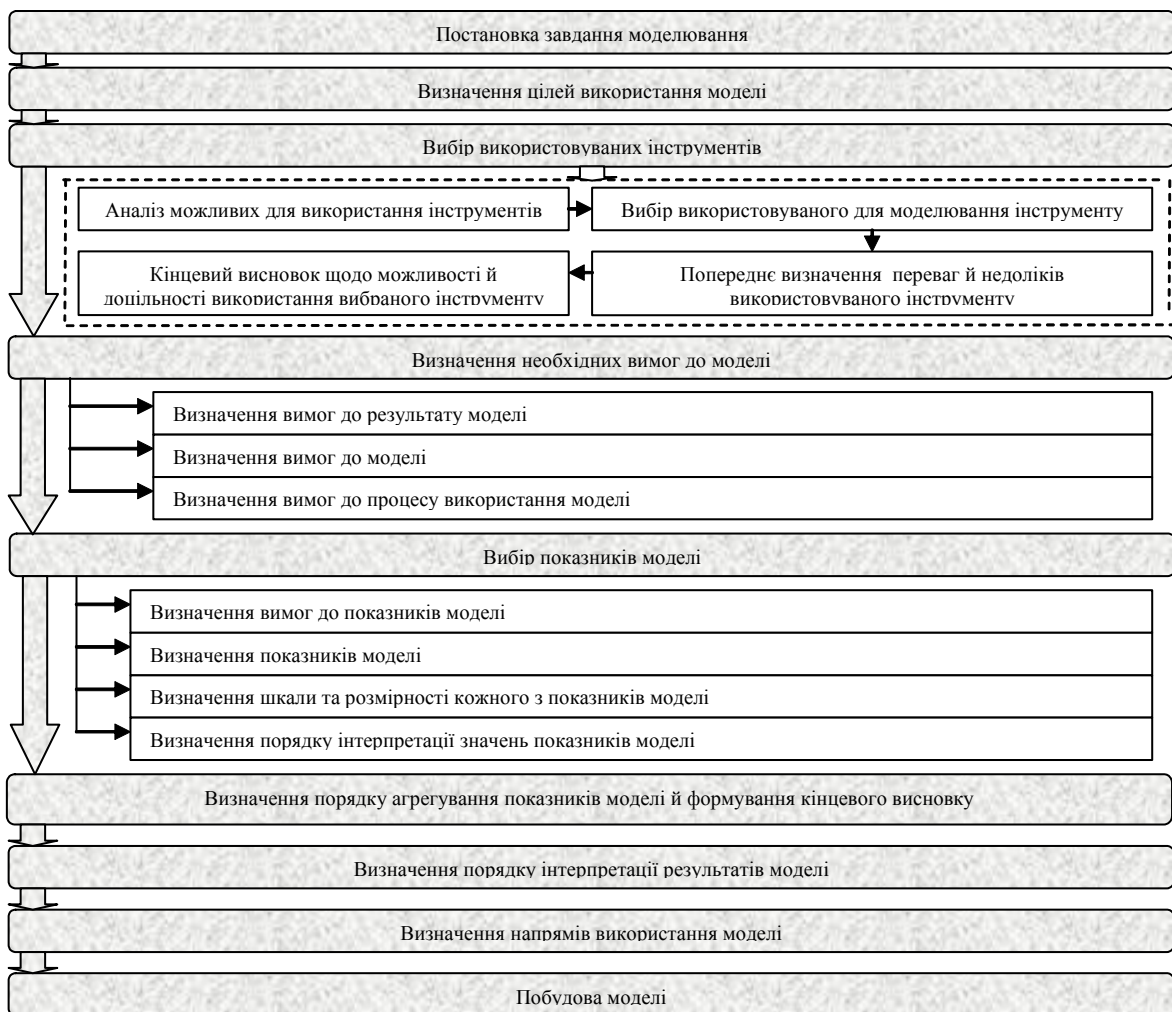 Постановка завдання моделювання
Визначення цілей використання моделі
Вибір використовуваних інструментів
Аналіз можливих для використання інструментів
Вибір використовуваного для моделювання інструменту
Кінцевий висновок щодо можливості й
доцільності використання вибраного інструменту
Попереднє визначення переваг й недоліків
використовуваного інструменту
Визначення необхідних вимог до моделі
Визначення вимог до результату моделі
Визначення вимог до моделі
Визначення вимог до процесу використання моделі
Вибір показників моделі
Визначення вимог до показників моделі
Визначення показників моделі
Визначення шкали та розмірності кожного з показників моделі
Визначення порядку інтерпретації значень показників моделі
Визначення порядку агрегування показників моделі й формування кінцевого висновку
Визначення порядку інтерпретації результатів моделі
Визначення напрямів використання моделі
Побудова моделі